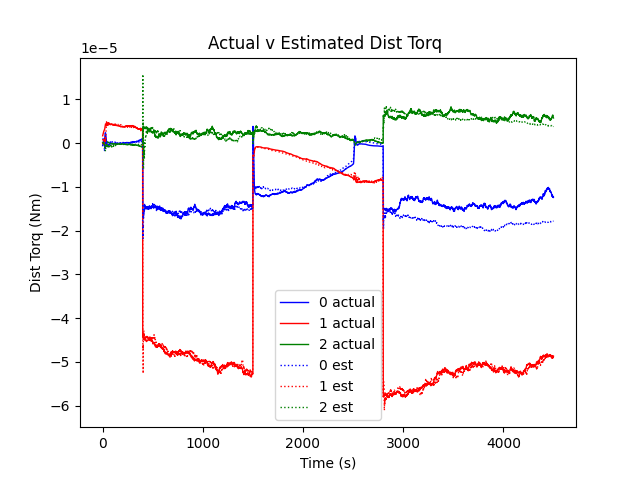 Actual v Estimated Dist Torq
1e−5
1
0
−1
−2
−3
−4
−5
−6
Dist Torq (Nm)
0 actual
1 actual
2 actual
0 est
1 est
2 est
0 1000 2000 3000 4000
Time (s)